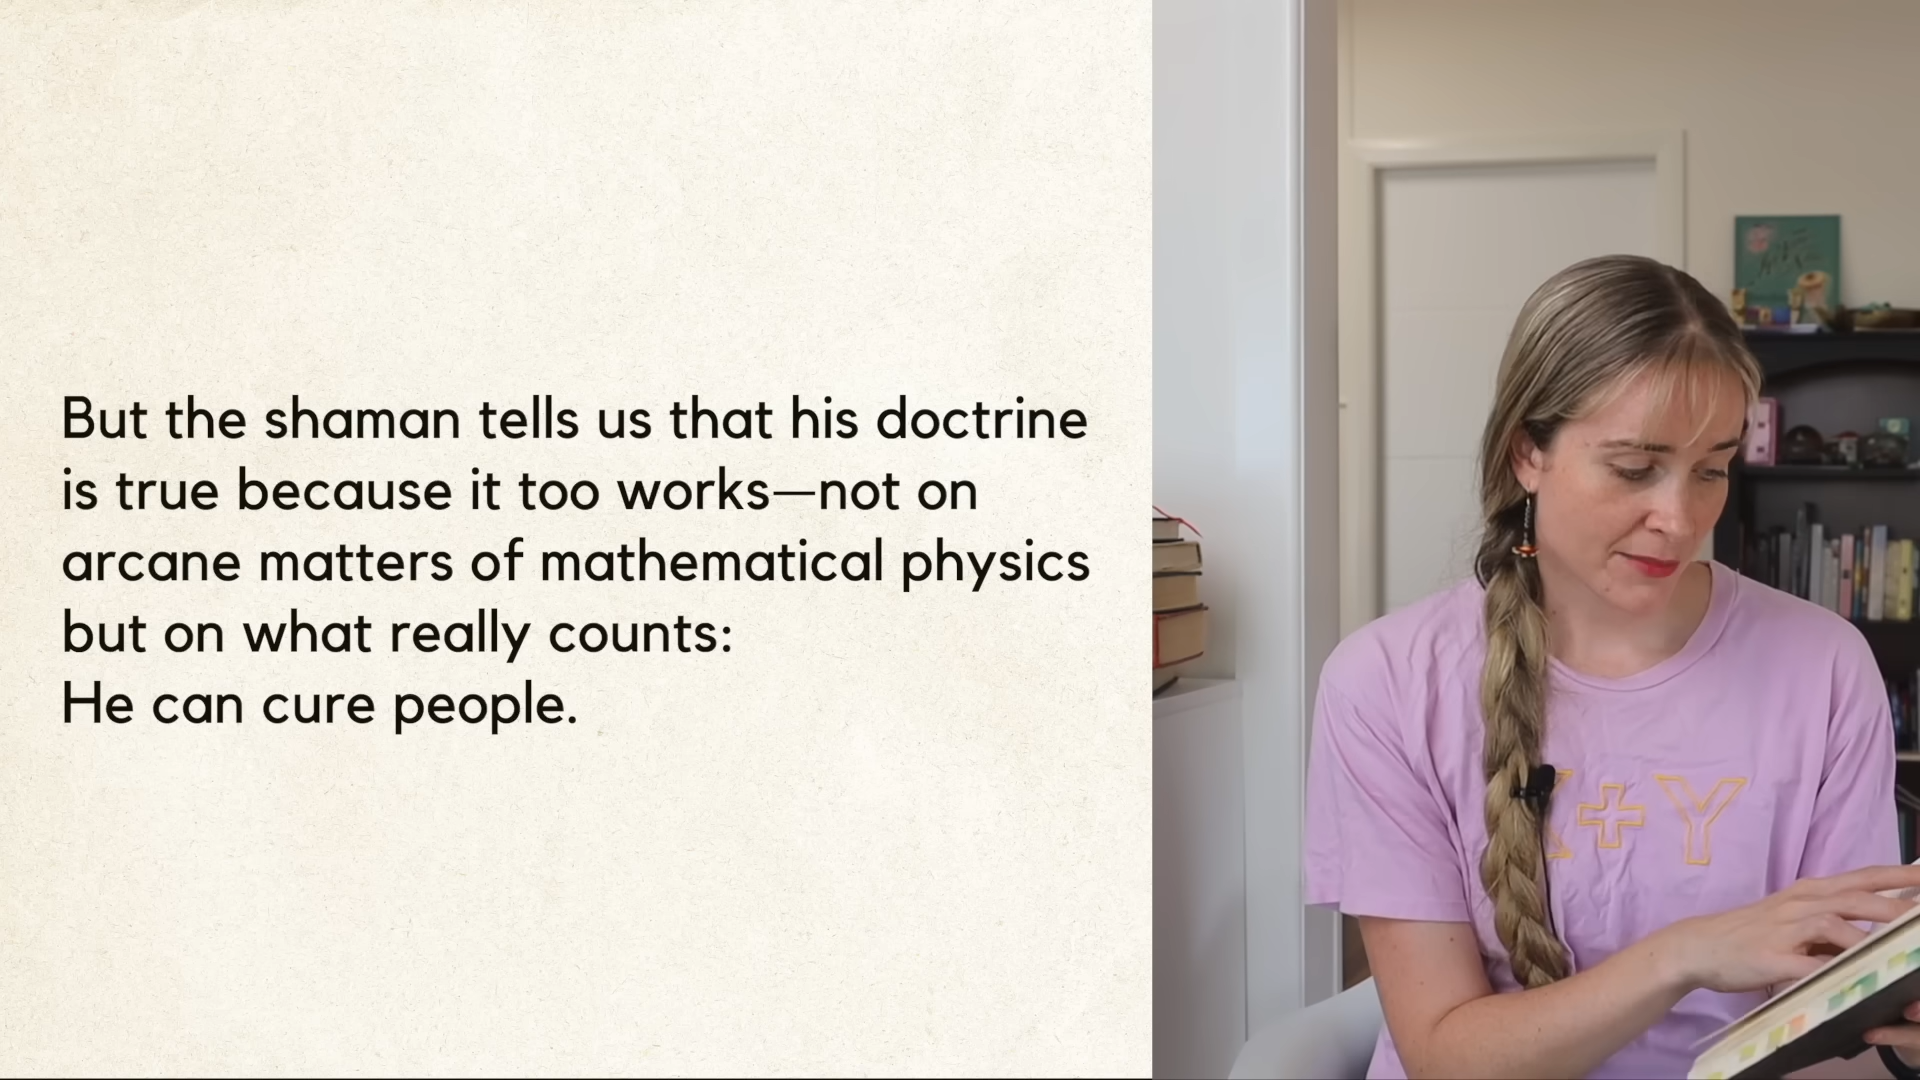 But the shaman tells us that his doctrine
is true because it too works—not on
arcane matters of mathematical physics
but on what really counts:
He can cure people.
+Y